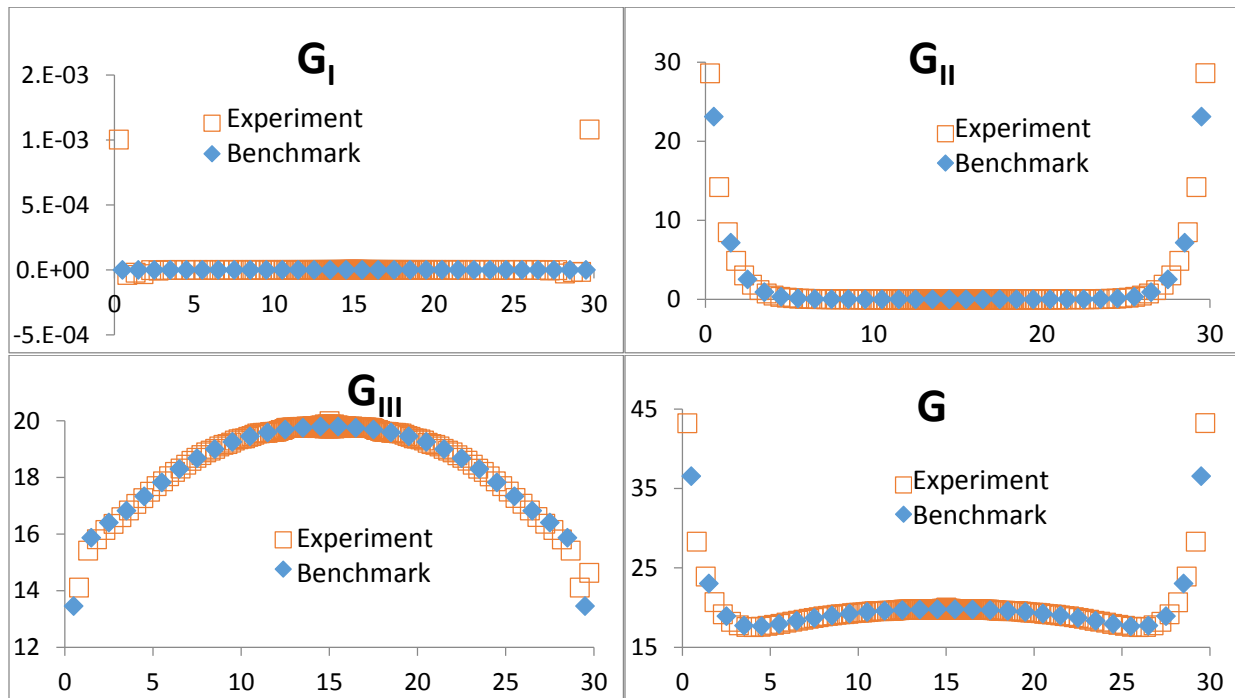 G_I
2.E-03
1.E-03
5.E-04
0.E+00
-5.E-04
0 5 10 15 20 25 30
Experiment
Benchmark
G_II
30
20
10
0
0 10 20 30
Experiment
Benchmark
G_III
20
18
16
14
12
0 5 10 15 20 25 30
Experiment
Benchmark
G
45
35
25
15
0 5 10 15 20 25 30
Experiment
Benchmark